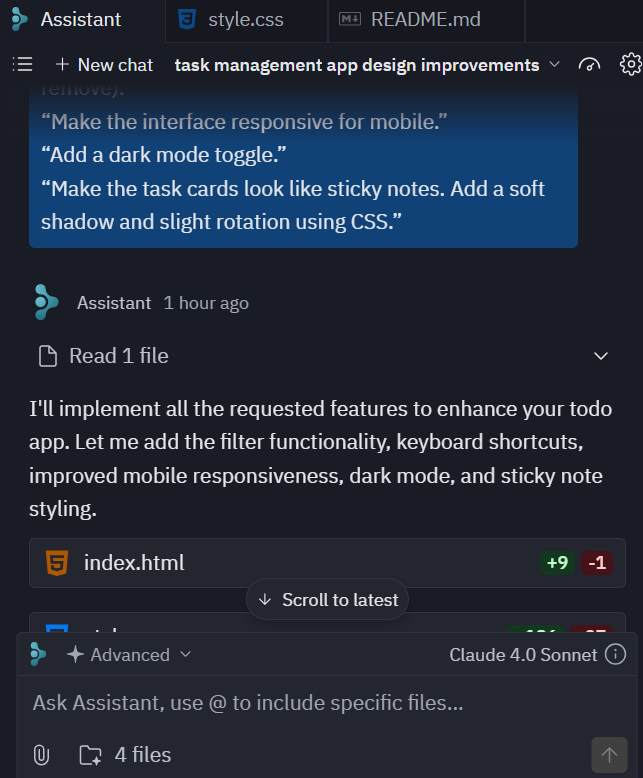 Assistant
style.css
README.md
New chat
task management app design improvements
remove).
“Make the interface responsive for mobile.”
“Add a dark mode toggle.”
“Make the task cards look like sticky notes. Add a soft
shadow and slight rotation using CSS.”
Assistant 1 hour ago
Read 1 file
I'll implement all the requested features to enhance your todo
app. Let me add the filter functionality, keyboard shortcuts,
improved mobile responsiveness, dark mode, and sticky note
styling.
index.html +9 -1
Scroll to latest
Advanced
Claude 4.0 Sonnet
Ask Assistant, use @ to include specific files...
4 files